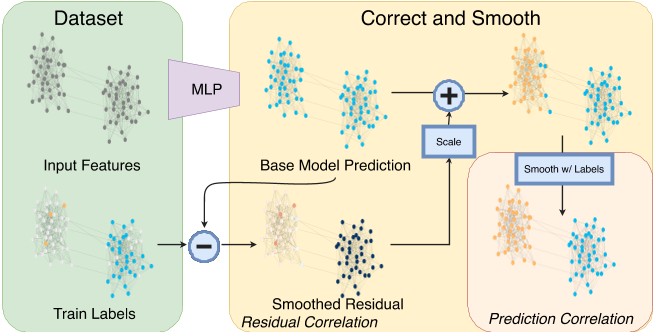 Dataset
Correct and Smooth
MLP
+
Scale
Input Features
Base Model Prediction
Smooth w/ Labels
−
Train Labels
Smoothed Residual
Residual Correlation
Prediction Correlation